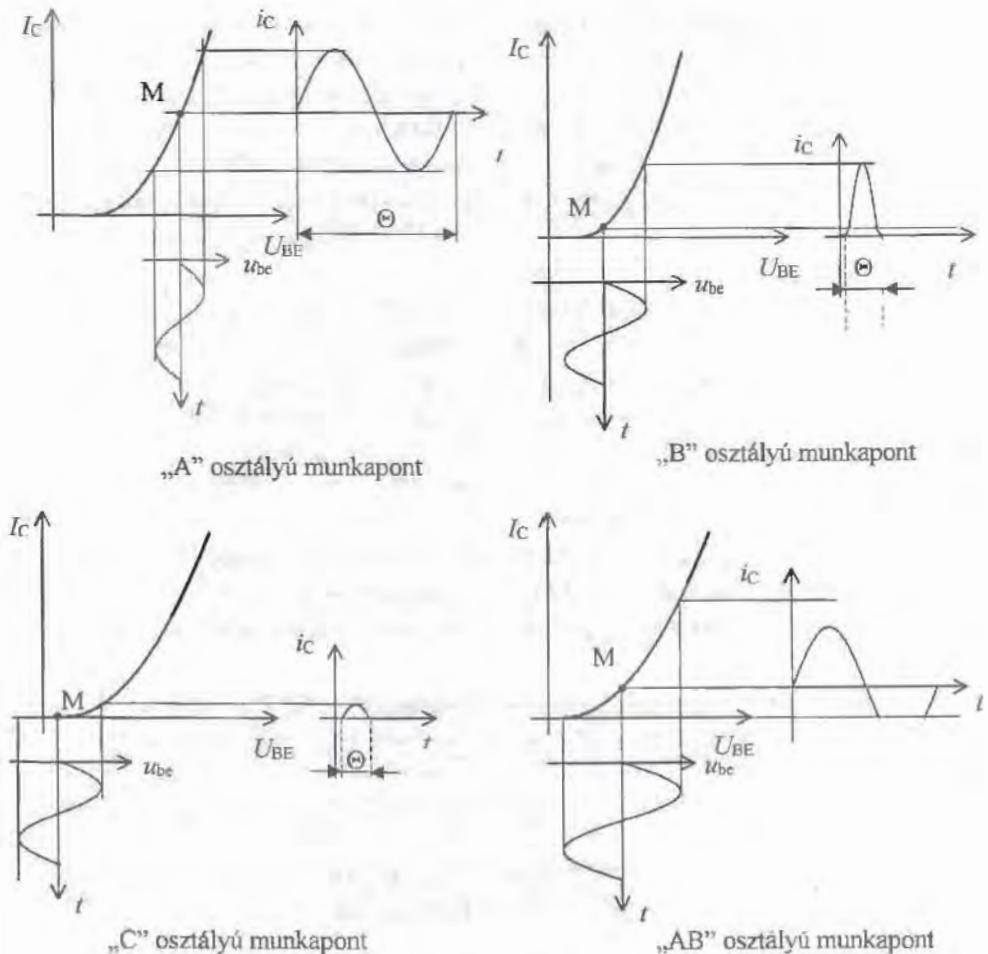 I_C
i_C
M
t
Θ
U_BE
u_be
t
„A” osztályú munkapont
I_C
i_C
M
U_BE
Θ
t
u_be
t
„B” osztályú munkapont
I_C
i_C
M
U_BE
Θ
t
u_be
t
„C” osztályú munkapont
I_C
i_C
M
t
U_BE
u_be
t
„AB” osztályú munkapont